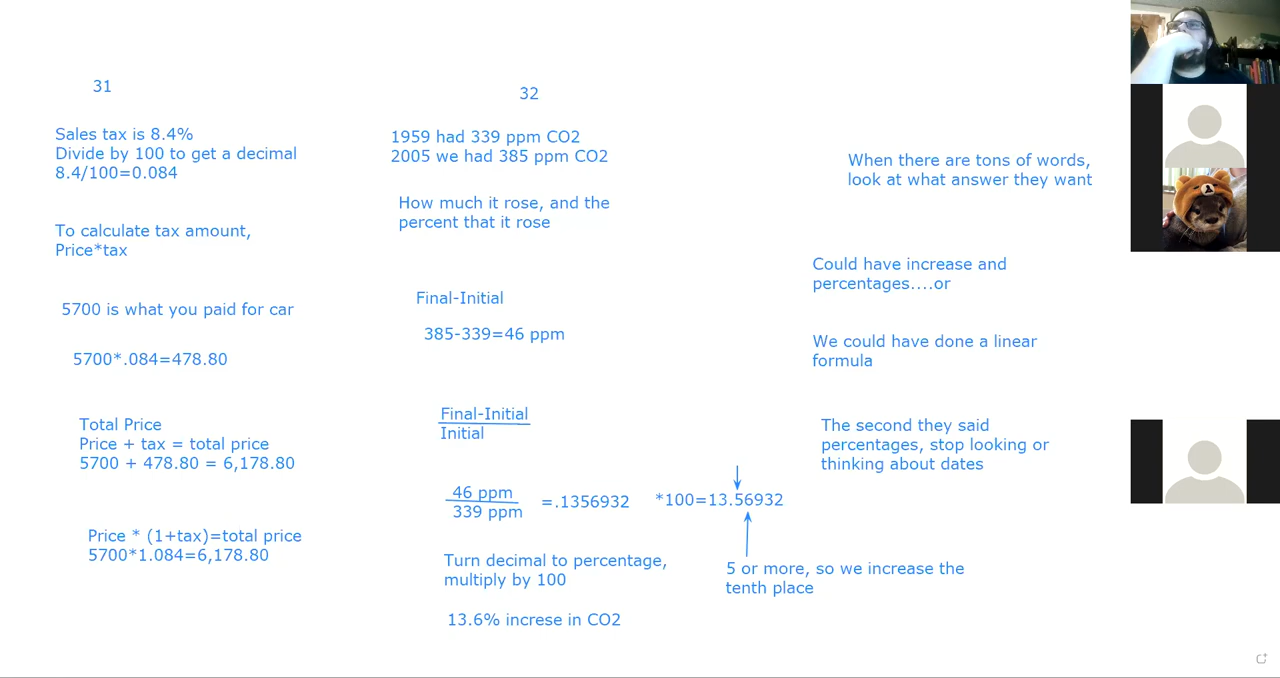 31
Sales tax is 8.4%
Divide by 100 to get a decimal
8.4/100=0.084
To calculate tax amount,
Price*tax
5700 is what you paid for car
5700*.084=478.80
Total Price
Price + tax = total price
5700 + 478.80 = 6,178.80
Price * (1+tax)=total price
5700*1.084=6,178.80
32
1959 had 339 ppm CO2
2005 we had 385 ppm CO2
How much it rose, and the
percent that it rose
Final-Initial
385-339=46 ppm
Final-Initial
Initial
46 ppm
339 ppm
=.1356932 *100=13.56932
Turn decimal to percentage,
multiply by 100
5 or more, so we increase the
tenth place
13.6% increse in CO2
When there are tons of words,
look at what answer they want
Could have increase and
percentages....or
We could have done a linear
formula
The second they said
percentages, stop looking or
thinking about dates